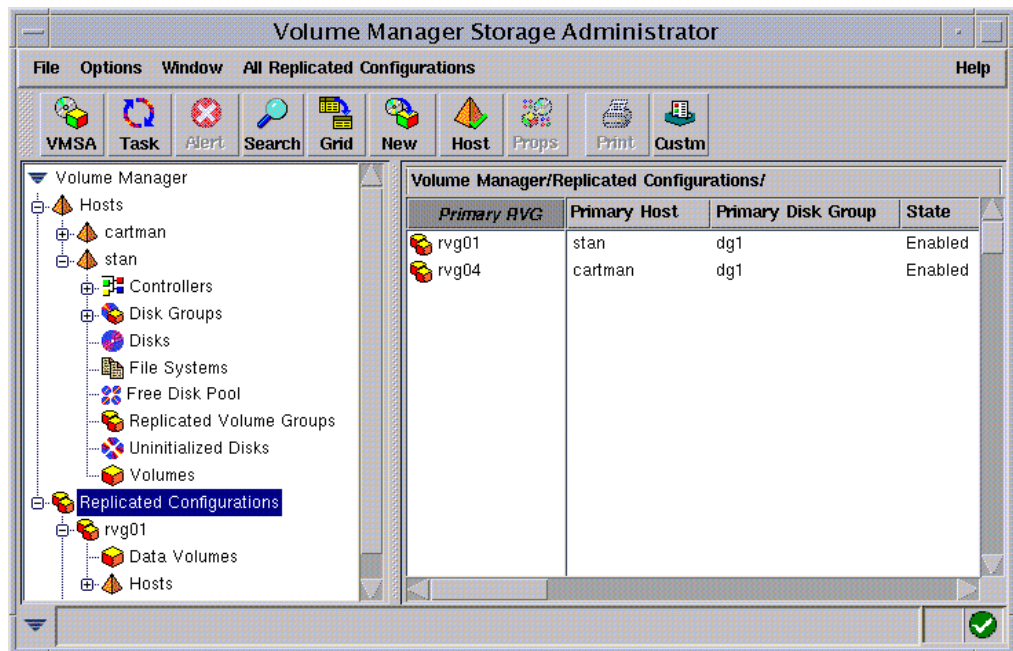 Volume Manager Storage Administrator
File Options Window All Replicated Configurations Help
VMSA Task Alert Search Grid New Host Props Print Custm
Volume Manager
Hosts
cartman
stan
Controllers
Disk Groups
Disks
File Systems
Free Disk Pool
Replicated Volume Groups
Uninitialized Disks
Volumes
Replicated Configurations
rvg01
Data Volumes
Hosts
Volume Manager/Replicated Configurations/
Primary RVG Primary Host Primary Disk Group State
rvg01 stan dg1 Enabled
rvg04 cartman dg1 Enabled